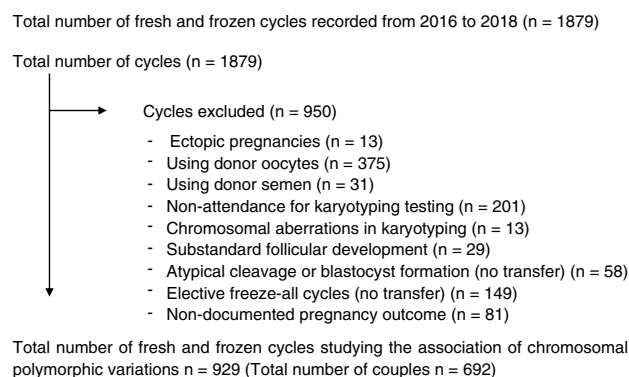 Total number of fresh and frozen cycles recorded from 2016 to 2018 (n = 1879)
Total number of cycles (n = 1879)
Cycles excluded (n = 950)
- Ectopic pregnancies (n = 13)
- Using donor oocytes (n = 375)
- Using donor semen (n = 31)
- Non-attendance for karyotyping testing (n = 201)
- Chromosomal aberrations in karyotyping (n = 13)
- Substandard follicular development (n = 29)
- Atypical cleavage or blastocyst formation (no transfer) (n = 58)
- Elective freeze-all cycles (no transfer) (n = 149)
- Non-documented pregnancy outcome (n = 81)
Total number of fresh and frozen cycles studying the association of chromosomal
polymorphic variations n = 929 (Total number of couples n = 692)